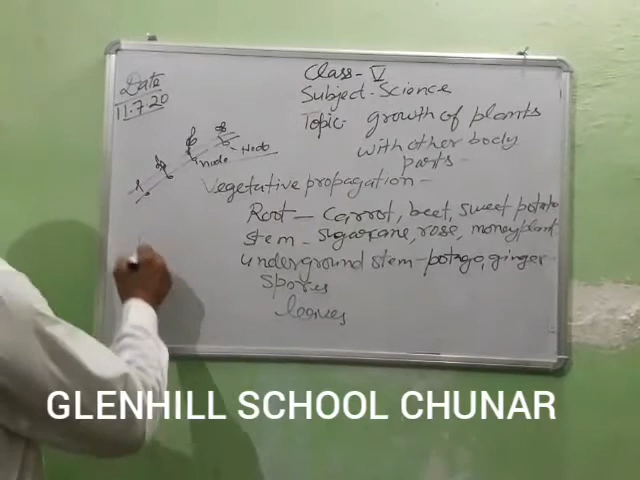 Date
11.7.20
Class - V
Subject - Science
Topic - growth of plants
with other body
parts -
node
Node
Vegetative propagation -
Root - carrot, beet, sweet potato
stem - sugarcane, rose, moneyplant
underground stem - potato, ginger
spores
leaves
GLENHILL SCHOOL CHUNAR